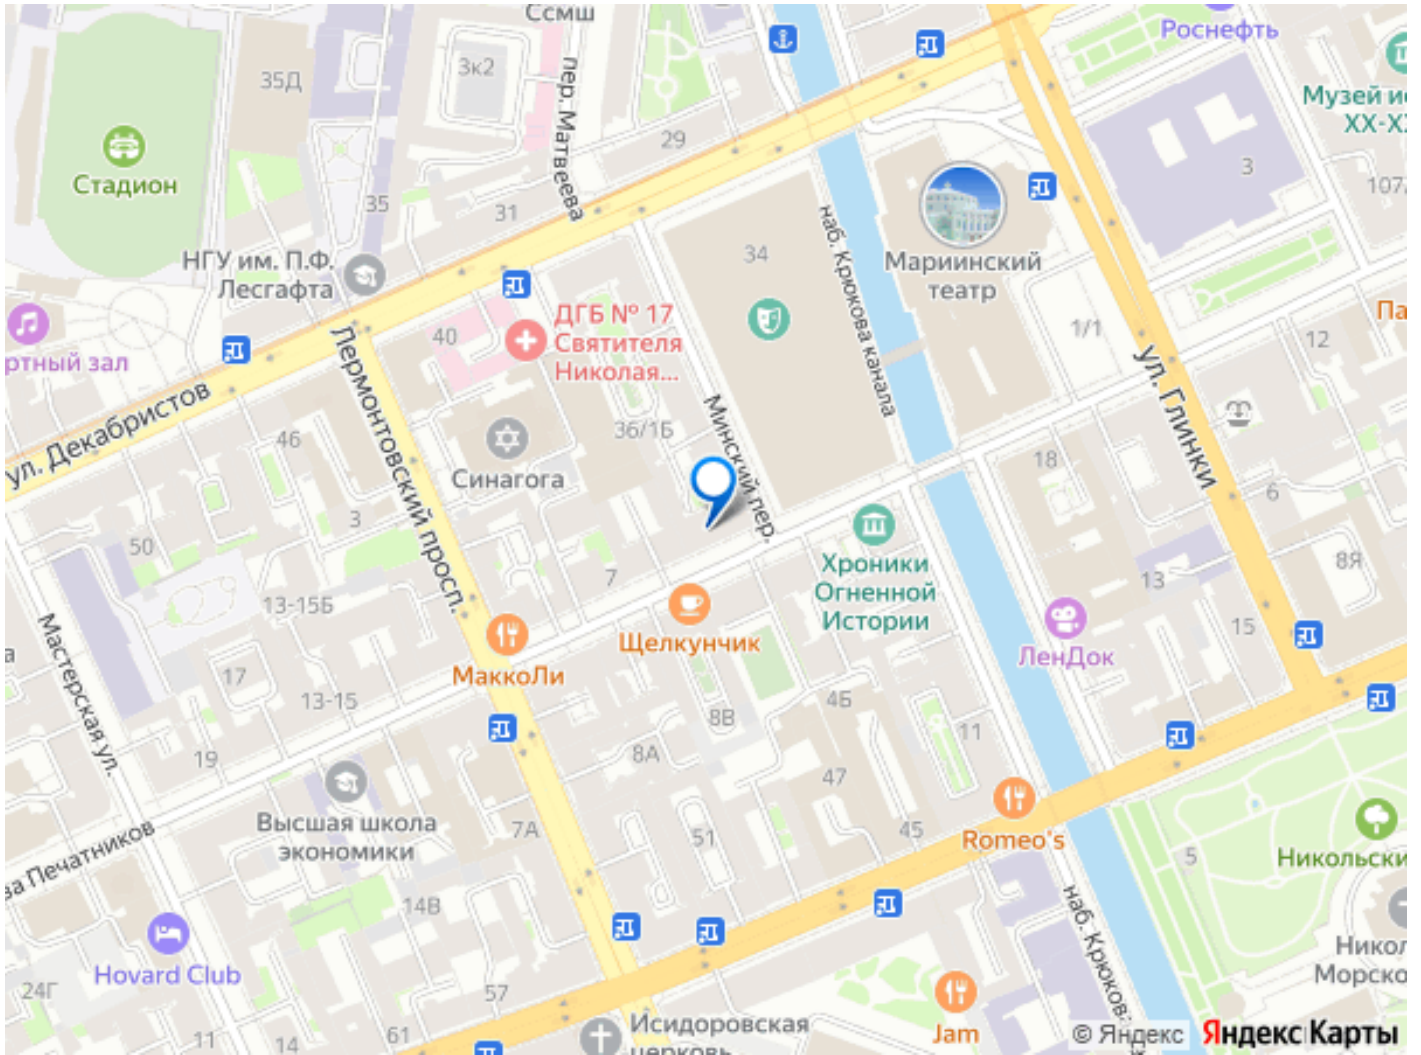 Ссмш
Роснефть
3к2
35Д
пер. Матвеева
29
Музей ис
XX-X
3
107/
Стадион
35
31
наб. Крюкова канала
Мариинский
театр
НГУ им. П.Ф.
Лесгафта
34
ДГБ № 17
Святителя
Николая...
40
1/1
12
Па
ртный зал
ул. Декабристов
Лермонтовский просп.
ул. Глинки
Минский пер.
46
36/1Б
Синагога
18
6
3
50
7
Хроники
Огненной
Истории
13
8Я
13-15Б
15
Щелкунчик
ЛенДок
МаккоЛи
Мастерская ул.
а
17
13-15
8В
4Б
11
19
8А
47
Высшая школа
экономики
7А
51
45
Romeo's
5
Никольски
ва Печатников
14В
наб. Крюкова
Hovard Club
Никол
Морско
24Г
57
11
14
61
Исидоровская
церковь
Jam
© Яндекс
Яндекс Карты